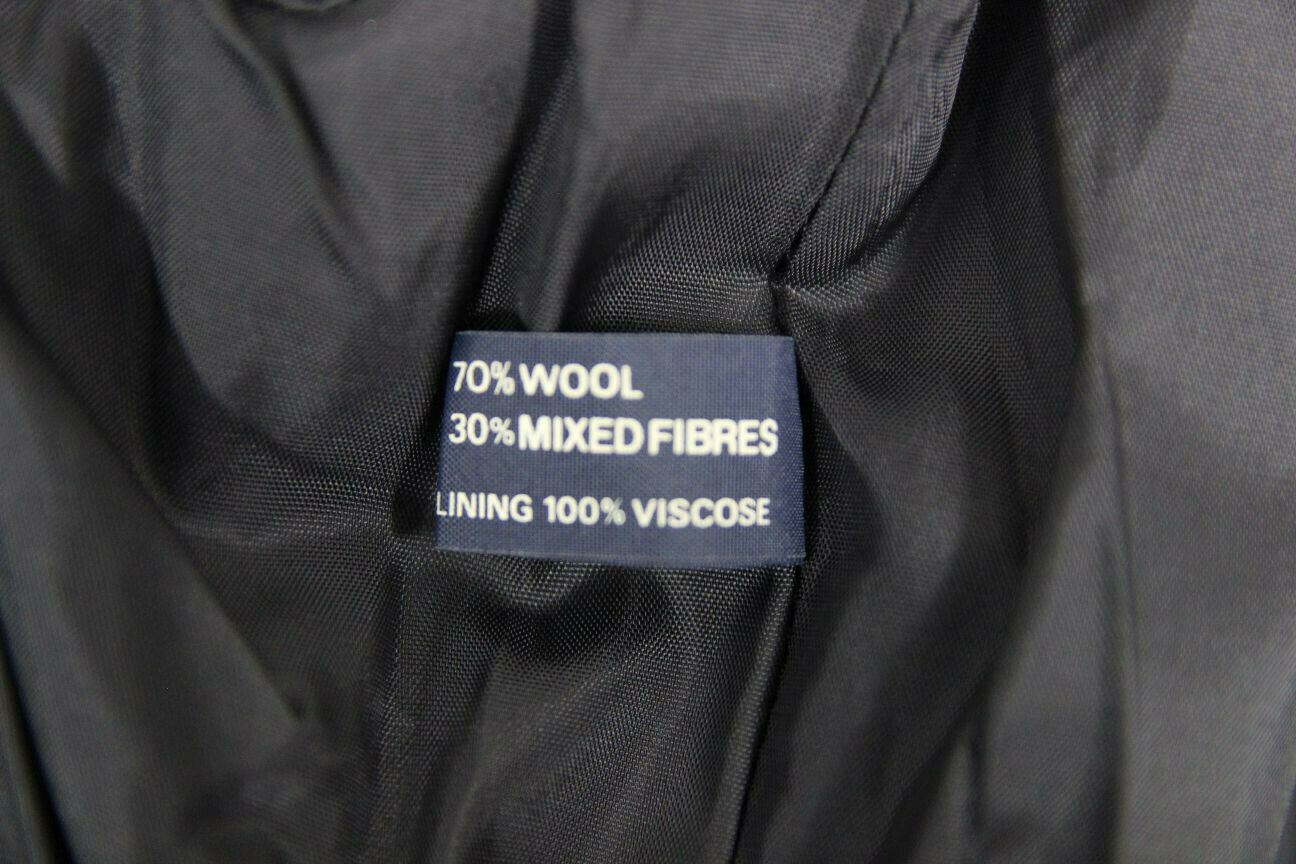 70% WOOL
30% MIXED FIBRES
LINING 100% VISCOSE